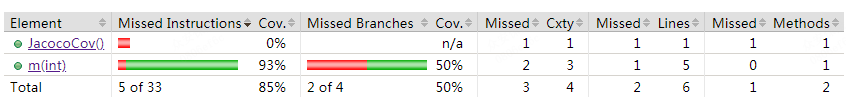 Element Missed Instructions Cov. Missed Branches Cov. Missed Cxty Missed Lines Missed Methods
JacocoCov() 0% n/a 1 1 1 1 1 1
m(int) 93% 50% 2 3 1 5 0 1
Total 5 of 33 85% 2 of 4 50% 3 4 2 6 1 2